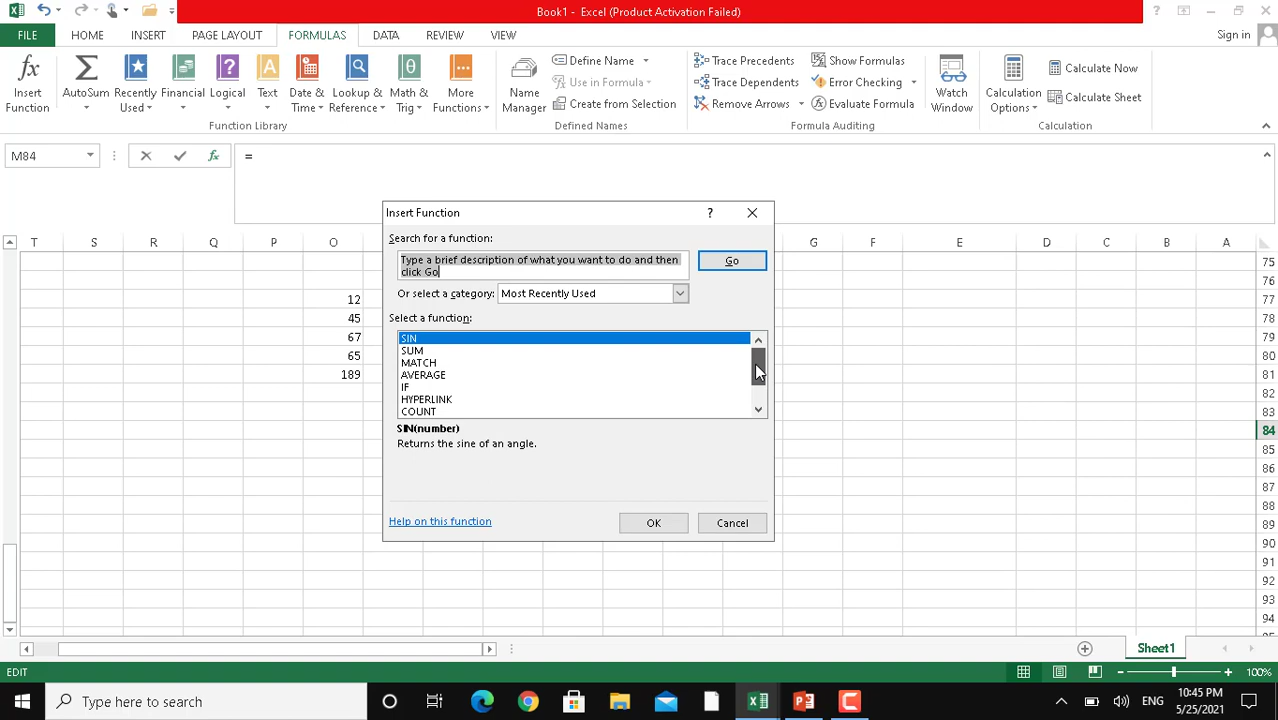 Book1 - Excel (Product Activation Failed)
FILE HOME INSERT PAGE LAYOUT FORMULAS DATA REVIEW VIEW Sign in
Insert Function
AutoSum
Recently Used
Financial
Logical
Text
Date & Time
Lookup & Reference
Math & Trig
More Functions
Function Library
Name Manager
Define Name
Use in Formula
Create from Selection
Defined Names
Trace Precedents
Trace Dependents
Remove Arrows
Show Formulas
Error Checking
Evaluate Formula
Formula Auditing
Watch Window
Calculation Options
Calculate Now
Calculate Sheet
Calculation
M84 fx =
T S R Q P O G F E D C B A
75
76
12 77
45 78
67 79
65 80
189 81
82
83
84
85
86
87
88
89
90
91
92
93
94
Insert Function ?
Search for a function:
Type a brief description of what you want to do and then
click Go
Go
Or select a category: Most Recently Used
Select a function:
SIN
SUM
MATCH
AVERAGE
IF
HYPERLINK
COUNT
SIN(number)
Returns the sine of an angle.
Help on this function OK Cancel
Sheet1
EDIT 100%
Type here to search
ENG
10:45 PM
5/25/2021